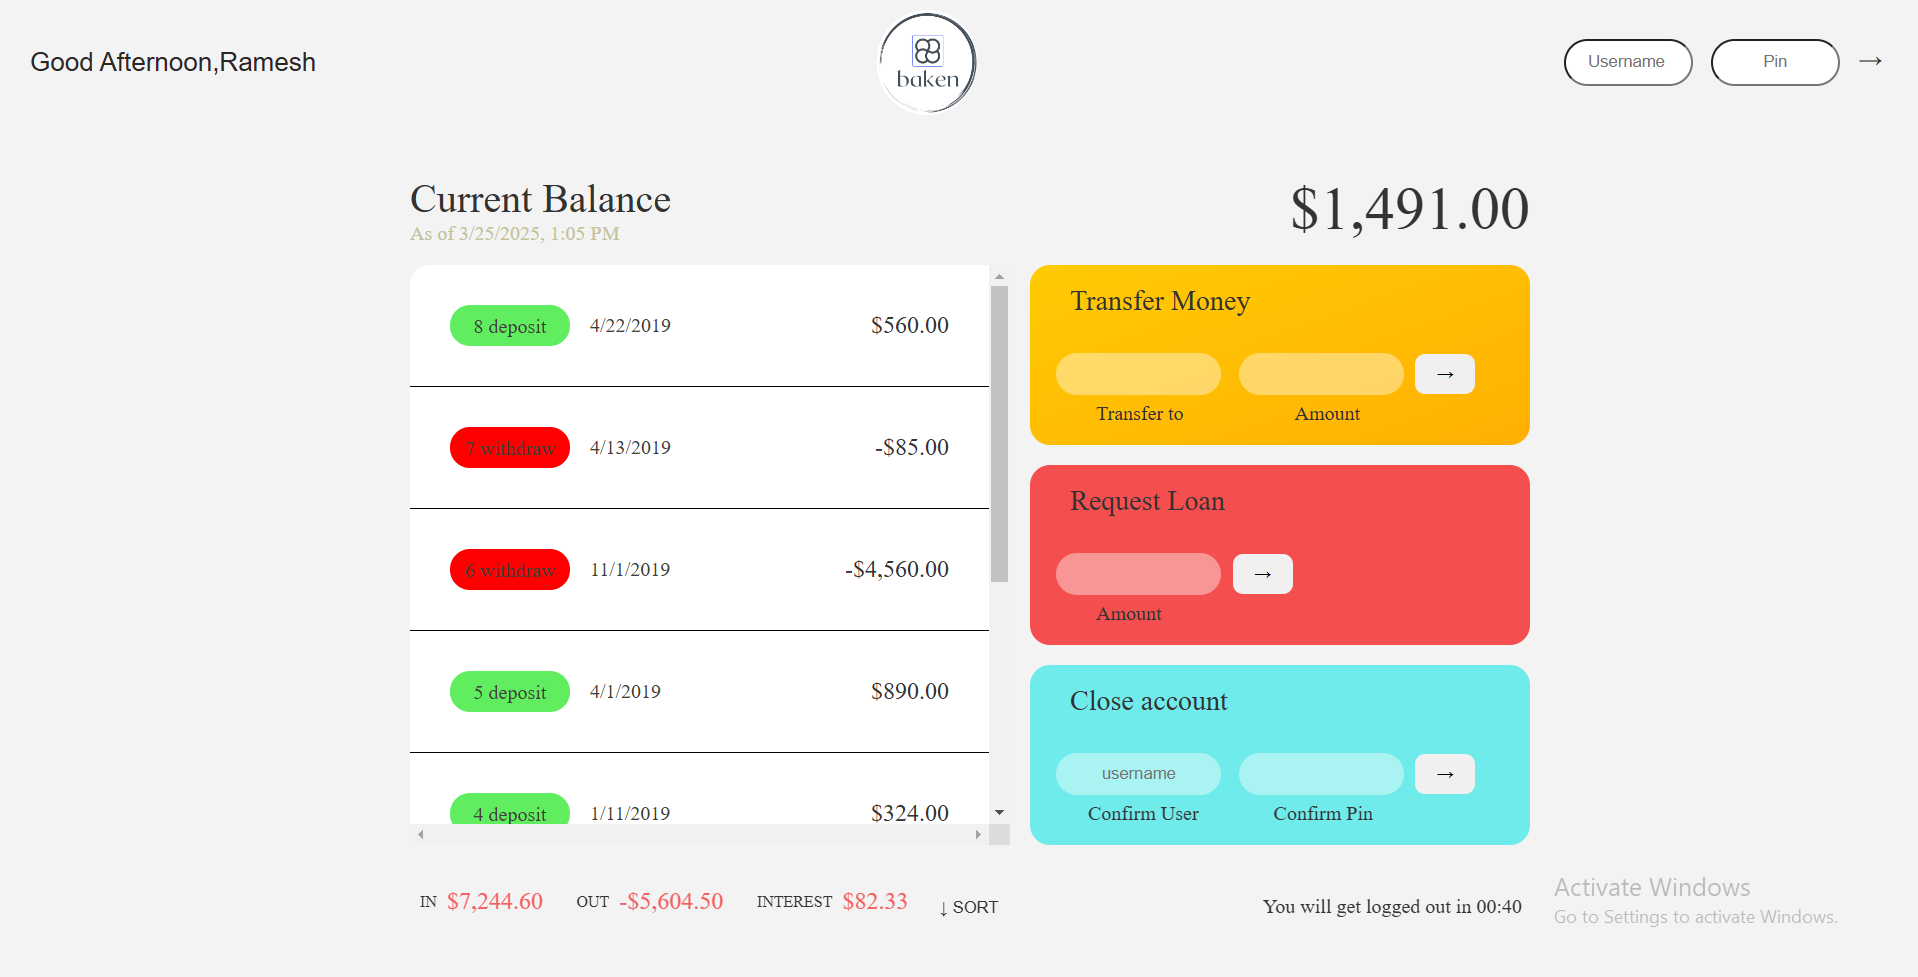 Good Afternoon,Ramesh
baken
Username
Pin
→
Current Balance
As of 3/25/2025, 1:05 PM
$1,491.00
8 deposit 4/22/2019 $560.00
7 withdraw 4/13/2019 -$85.00
6 withdraw 11/1/2019 -$4,560.00
5 deposit 4/1/2019 $890.00
4 deposit 1/11/2019 $324.00
Transfer Money
→
Transfer to Amount
Request Loan
→
Amount
Close account
username →
Confirm User Confirm Pin
IN $7,244.60 OUT -$5,604.50 INTEREST $82.33 ↓ SORT
You will get logged out in 00:40
Activate Windows
Go to Settings to activate Windows.